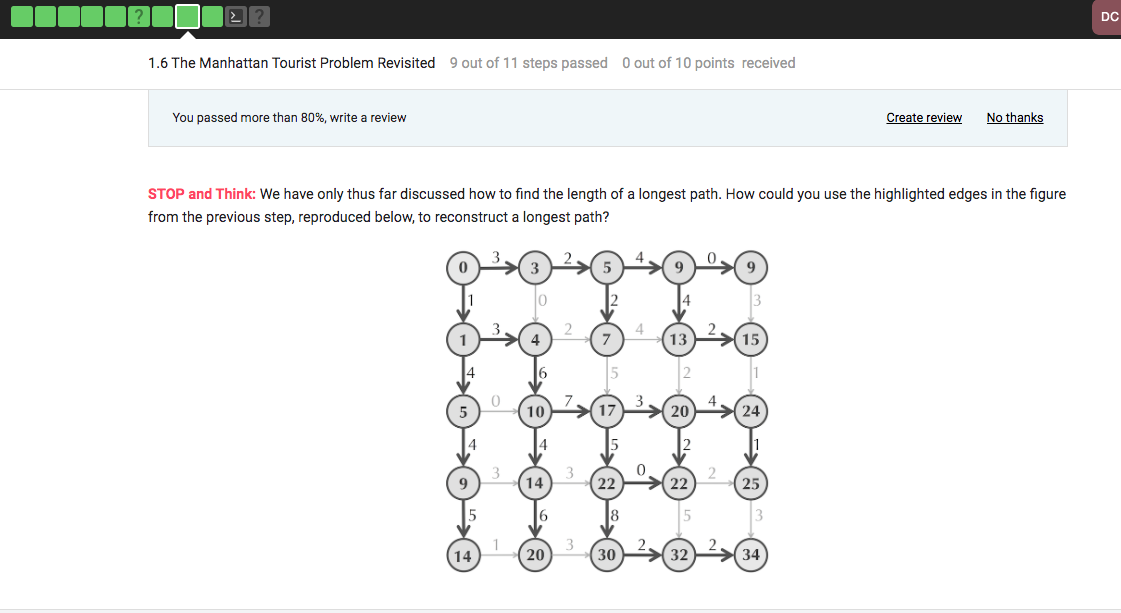 ?
?
DC
1.6 The Manhattan Tourist Problem Revisited 9 out of 11 steps passed 0 out of 10 points received
You passed more than 80%, write a review Create review No thanks
STOP and Think: We have only thus far discussed how to find the length of a longest path. How could you use the highlighted edges in the figure
from the previous step, reproduced below, to reconstruct a longest path?
3 2 4 0
0 3 5 9 9
1 0 2 4 3
3 2 4 2
1 4 7 13 15
4 6 5 2 1
0 7 3 4
5 10 17 20 24
4 4 5 2 1
3 3 0 2
9 14 22 22 25
5 6 8 5 3
1 3 2 2
14 20 30 32 34